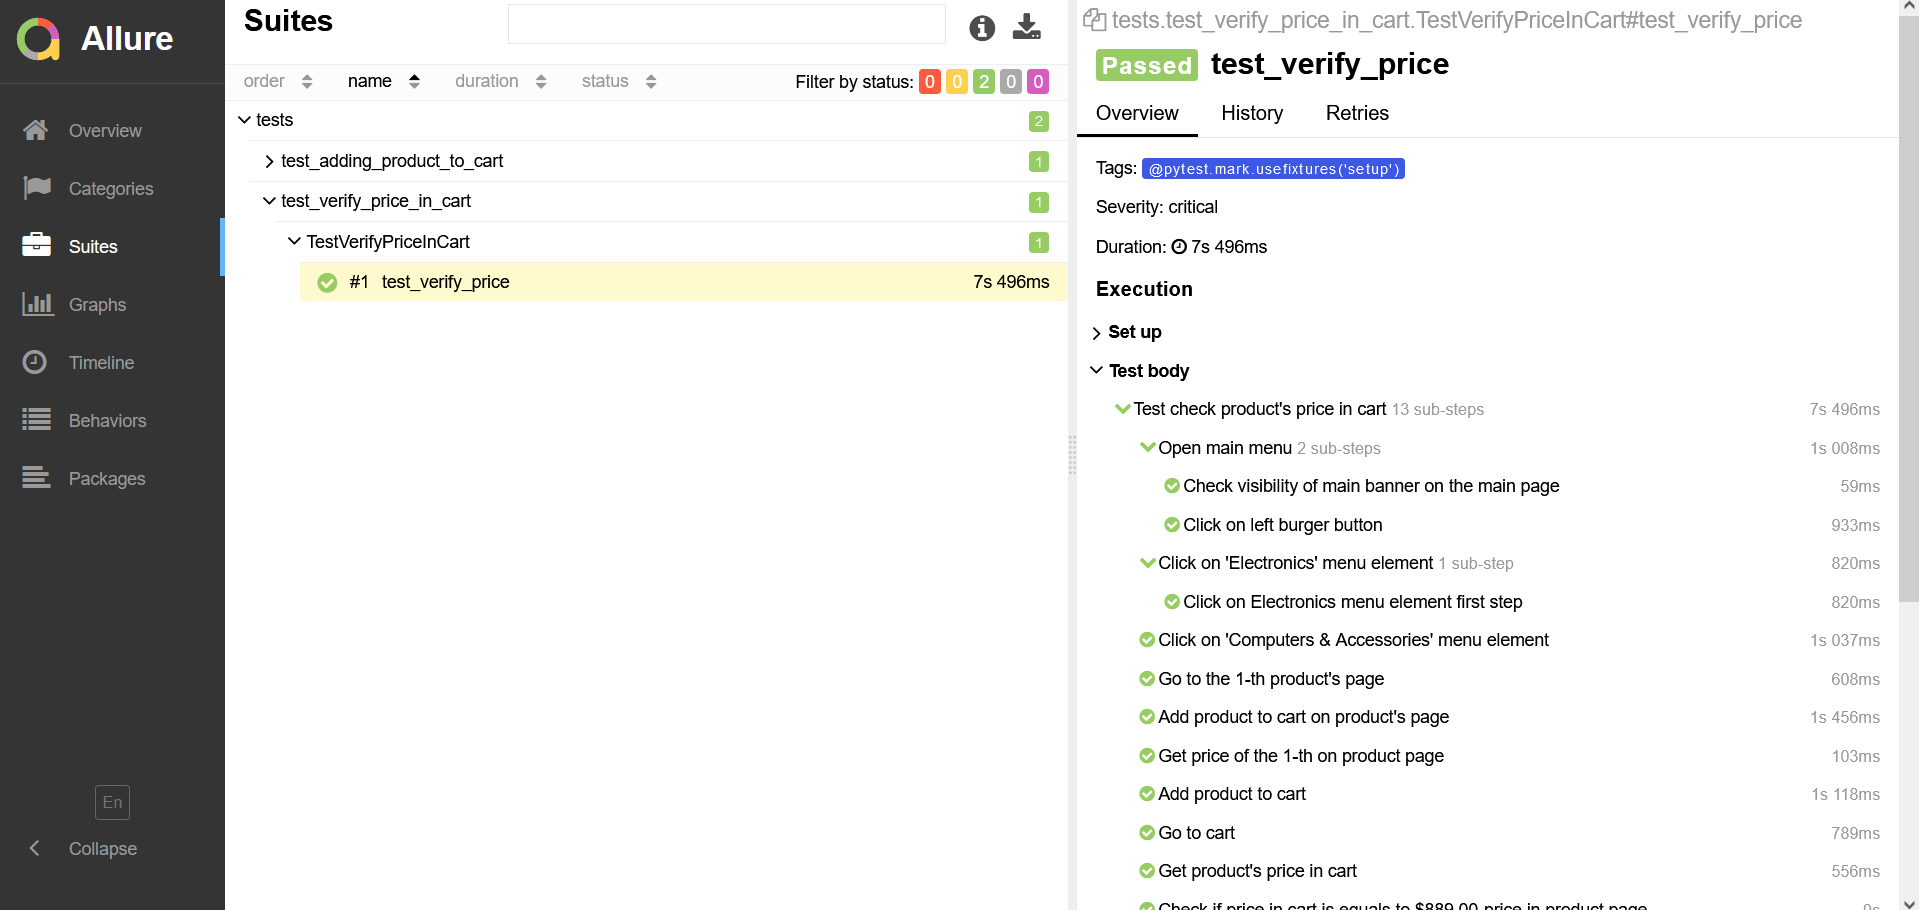 Allure
Overview
Categories
Suites
Graphs
Timeline
Behaviors
Packages
En
Collapse
Suites
order name duration status Filter by status: 0 0 2 0 0
tests 2
test_adding_product_to_cart 1
test_verify_price_in_cart 1
TestVerifyPriceInCart 1
#1 test_verify_price 7s 496ms
tests.test_verify_price_in_cart.TestVerifyPriceInCart#test_verify_price
Passed test_verify_price
Overview History Retries
Tags: @pytest.mark.usefixtures('setup')
Severity: critical
Duration: 7s 496ms
Execution
Set up
Test body
Test check product's price in cart 13 sub-steps 7s 496ms
Open main menu 2 sub-steps 1s 008ms
Check visibility of main banner on the main page 59ms
Click on left burger button 933ms
Click on 'Electronics' menu element 1 sub-step 820ms
Click on Electronics menu element first step 820ms
Click on 'Computers & Accessories' menu element 1s 037ms
Go to the 1-th product's page 608ms
Add product to cart on product's page 1s 456ms
Get price of the 1-th on product page 103ms
Add product to cart 1s 118ms
Go to cart 789ms
Get product's price in cart 556ms
Check if price in cart is equals to $889.00-price in product page 0s